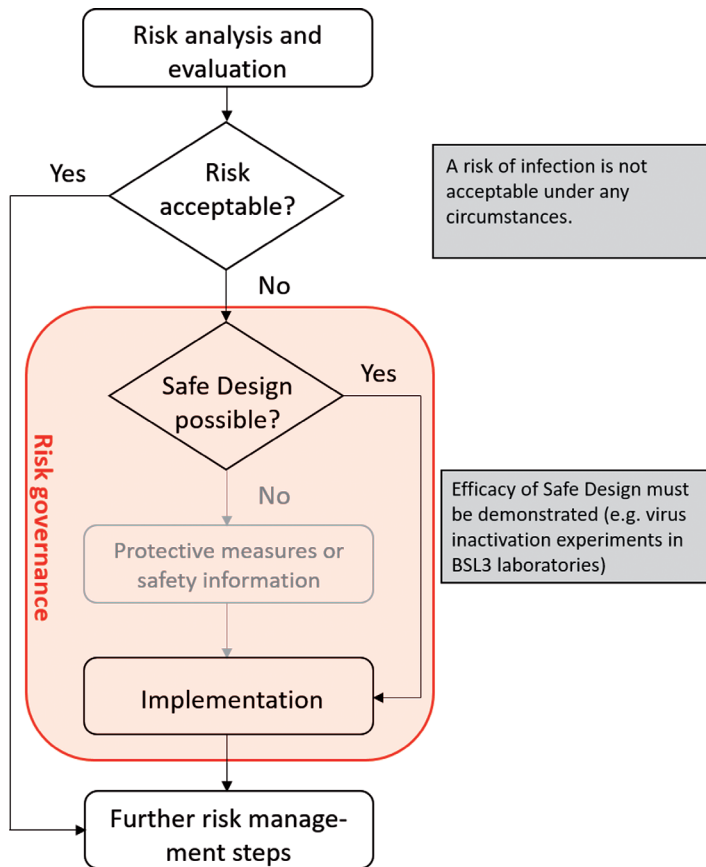 Risk analysis and
evaluation
Yes
Risk
acceptable?
A risk of infection is not
acceptable under any
circumstances.
No
Safe Design
possible?
Yes
Risk governance
No
Efficacy of Safe Design must
be demonstrated (e.g. virus
inactivation experiments in
BSL3 laboratories)
Protective measures or
safety information
Implementation
Further risk manage-
ment steps